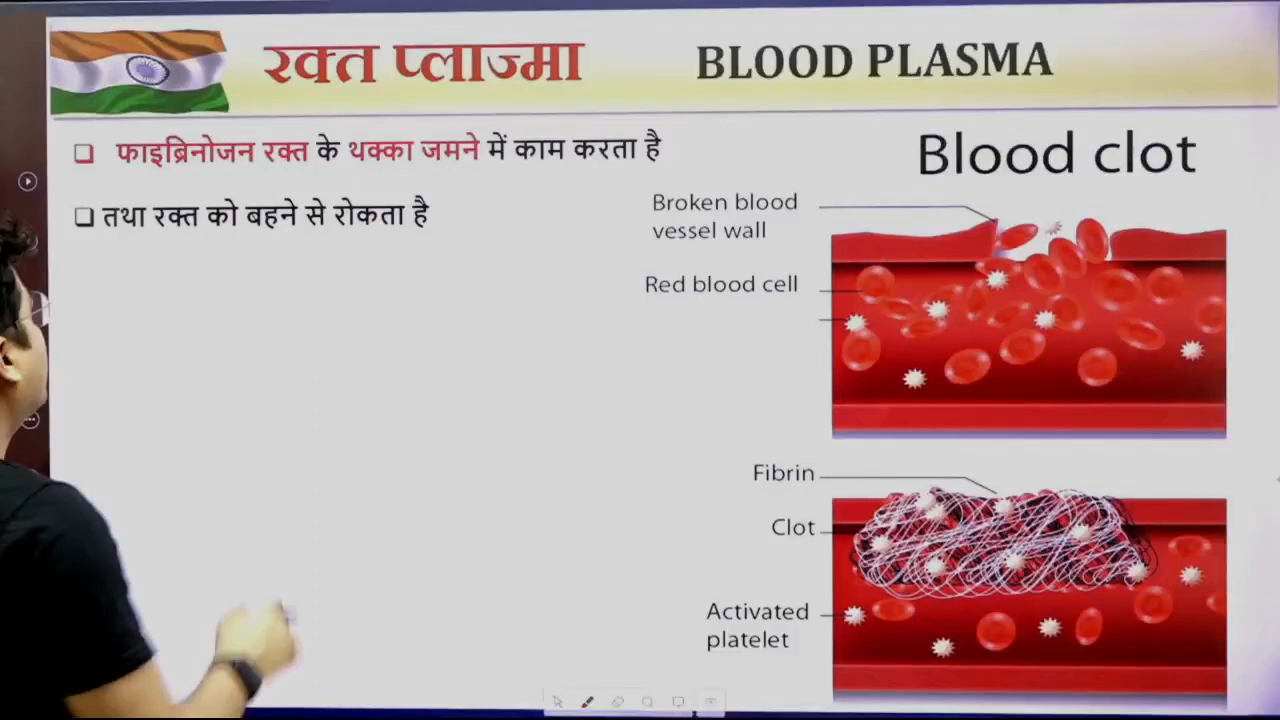 रक्त प्लाज्मा BLOOD PLASMA
फाइब्रिनोजन रक्त के थक्का जमने में काम करता है
तथा रक्त को बहने से रोकता है
Blood clot
Broken blood
vessel wall
Red blood cell
Fibrin
Clot
Activated
platelet